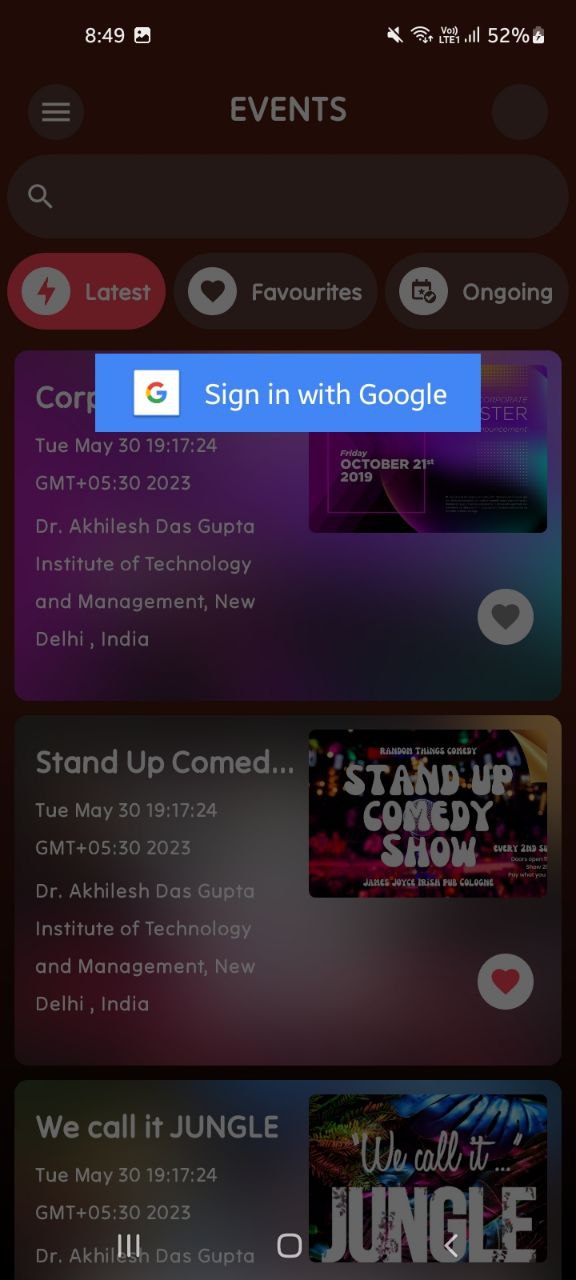 8:49
Vo))
LTE1
52%
EVENTS
Latest
Favourites
Ongoing
Sign in with Google
Corp
STER
CORPORATE
Friday
OCTOBER 21st
2019
Tue May 30 19:17:24
GMT+05:30 2023
Dr. Akhilesh Das Gupta
Institute of Technology
and Management, New
Delhi , India
Stand Up Comed...
Tue May 30 19:17:24
GMT+05:30 2023
Dr. Akhilesh Das Gupta
Institute of Technology
and Management, New
Delhi , India
RANDOM THINGS COMEDY
STAND UP
COMEDY
SHOW
EVERY 2ND SU
JAMES JOYCE IRISH PUB COLOGNE
We call it JUNGLE
Tue May 30 19:17:24
GMT+05:30 2023
Dr. Akhilesh Das Gupta
"We call it ..."
JUNGLE